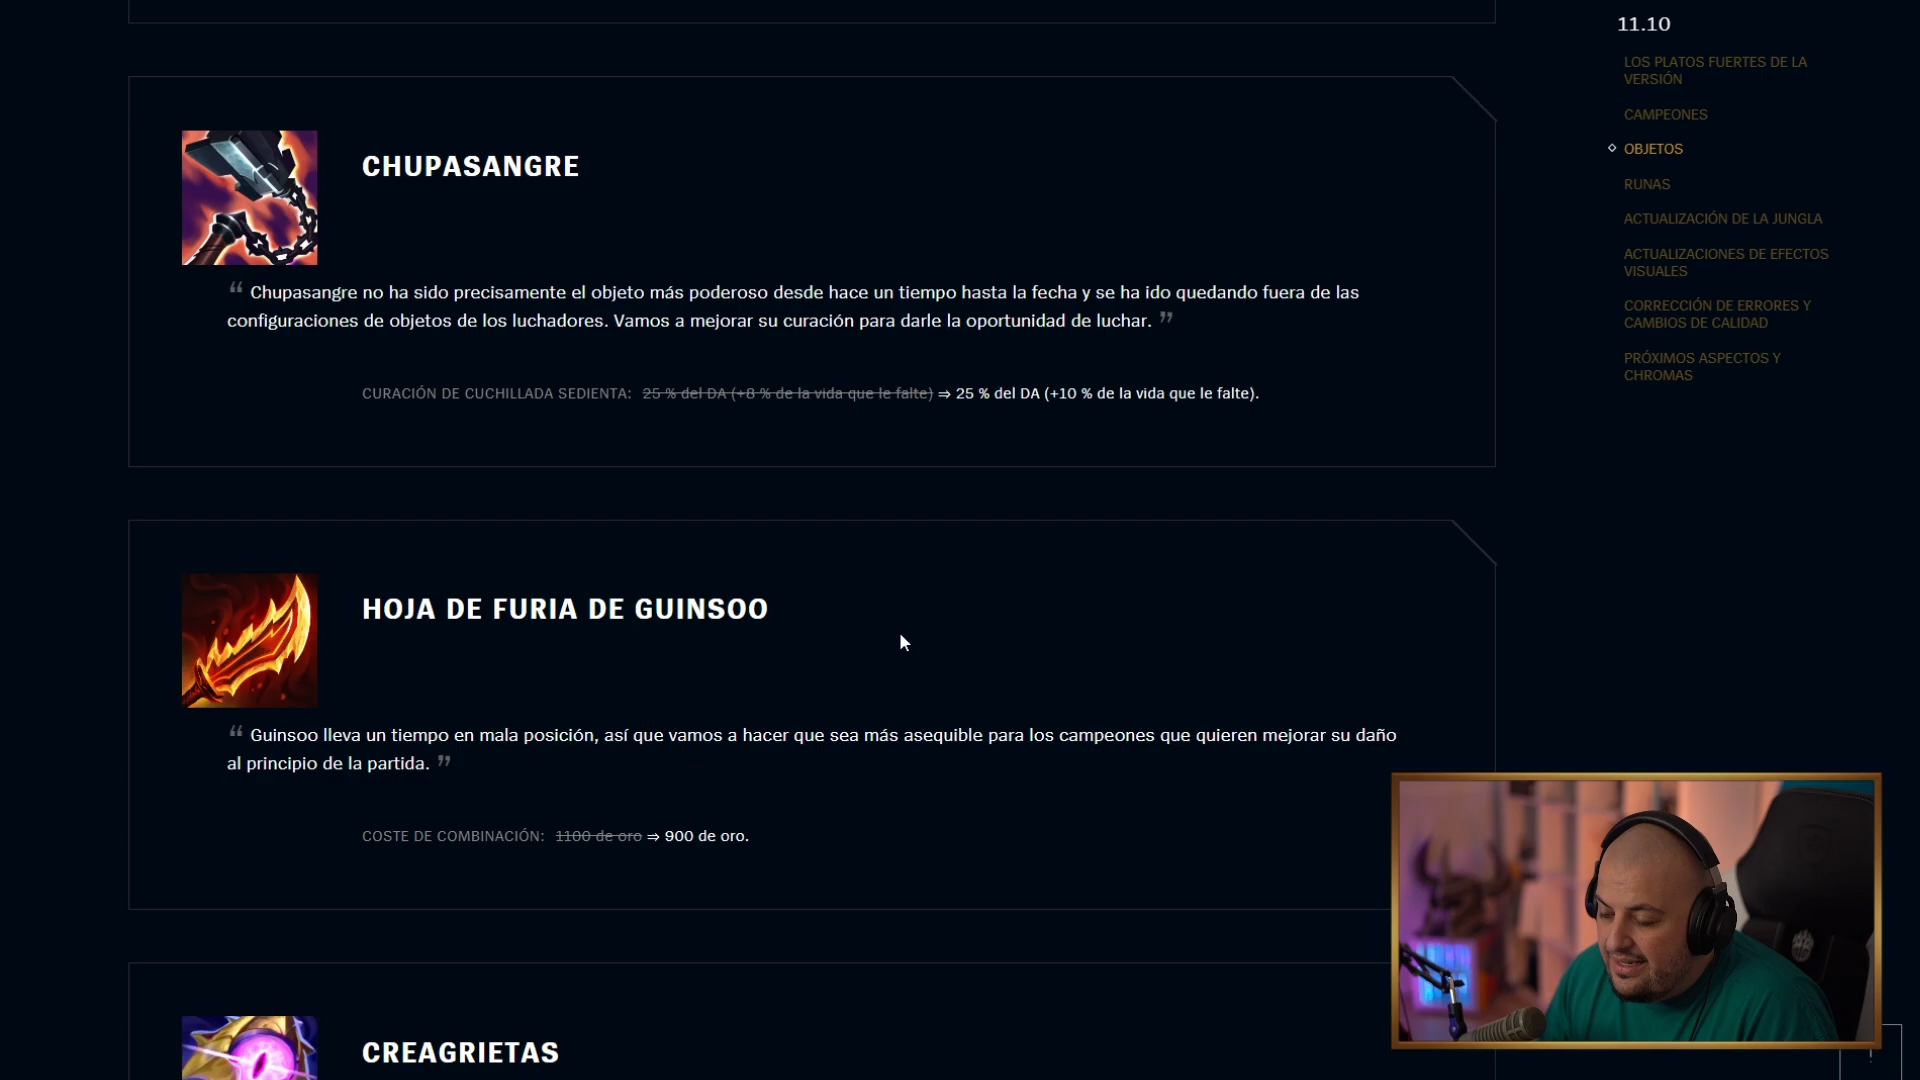 11.10
LOS PLATOS FUERTES DE LA
VERSIÓN
CAMPEONES
OBJETOS
RUNAS
ACTUALIZACIÓN DE LA JUNGLA
ACTUALIZACIONES DE EFECTOS
VISUALES
CORRECCIÓN DE ERRORES Y
CAMBIOS DE CALIDAD
PRÓXIMOS ASPECTOS Y
CHROMAS
CHUPASANGRE
“ Chupasangre no ha sido precisamente el objeto más poderoso desde hace un tiempo hasta la fecha y se ha ido quedando fuera de las
configuraciones de objetos de los luchadores. Vamos a mejorar su curación para darle la oportunidad de luchar. ”
CURACIÓN DE CUCHILLADA SEDIENTA: 25 % del DA (+8 % de la vida que le falte) ⇒ 25 % del DA (+10 % de la vida que le falte).
HOJA DE FURIA DE GUINSOO
“ Guinsoo lleva un tiempo en mala posición, así que vamos a hacer que sea más asequible para los campeones que quieren mejorar su daño
al principio de la partida. ”
COSTE DE COMBINACIÓN: 1100 de oro ⇒ 900 de oro.
CREAGRIETAS